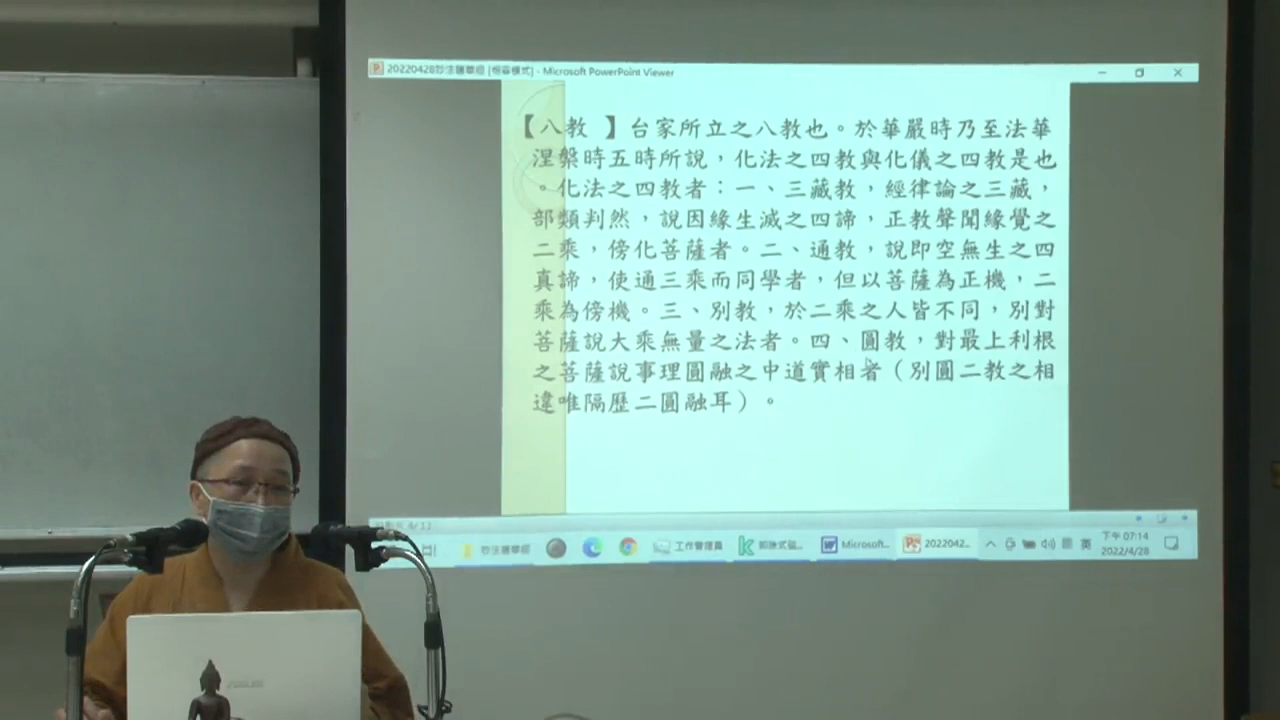 20220428妙法蓮華經 [相容模式] - Microsoft PowerPoint Viewer
【八教 】台家所立之八教也。於華嚴時乃至法華
涅槃時五時所說，化法之四教與化儀之四教是也
。化法之四教者：一、三藏教，經律論之三藏，
部類判然，說因緣生滅之四諦，正教聲聞緣覺之
二乘，傍化菩薩者。二、通教，說即空無生之四
真諦，使通三乘而同學者，但以菩薩為正機，二
乘為傍機。三、別教，於二乘之人皆不同，別對
菩薩說大乘無量之法者。四、圓教，對最上利根
之菩薩說事理圓融之中道實相者（別圓二教之相
違唯隔歷二圓融耳）。
妙法蓮華經
工作管理員
Microsoft...
2022042...
英
下午 07:14
2022/4/28